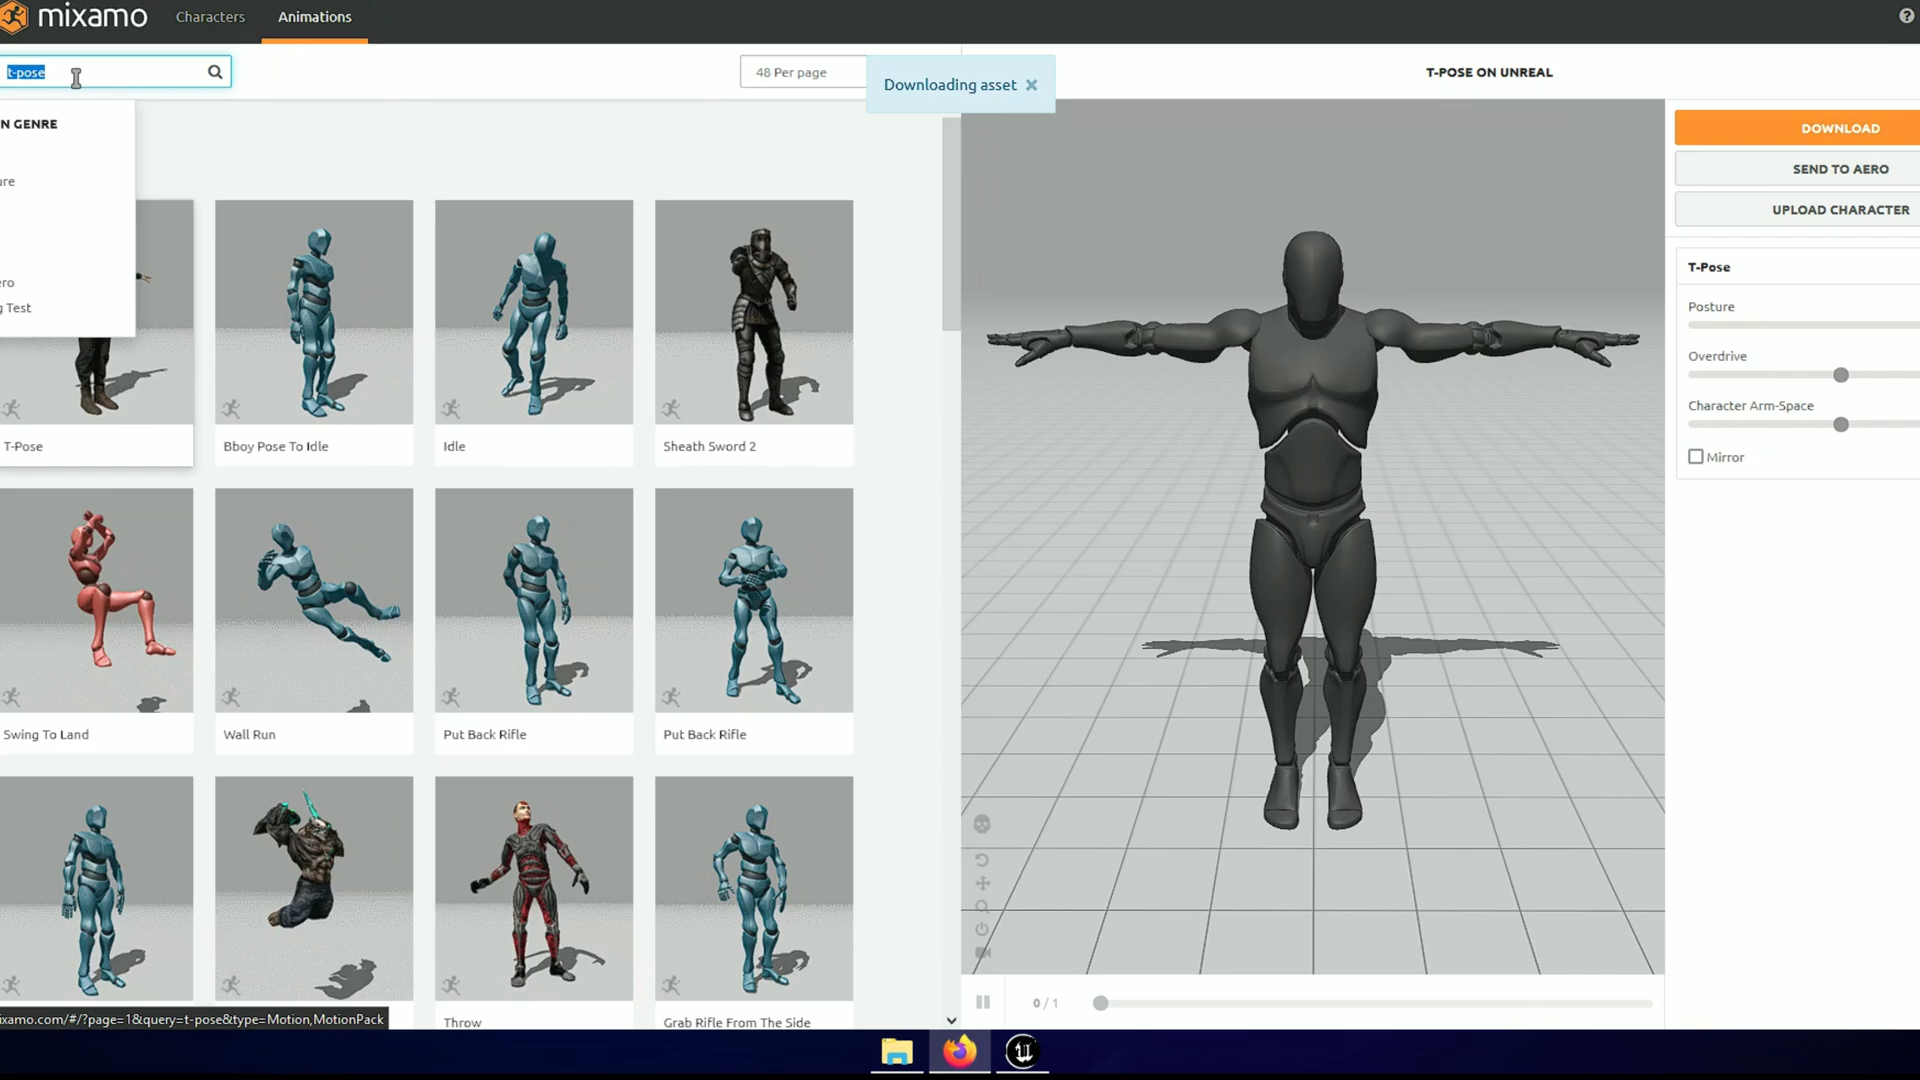 mixamo
Characters
Animations
t-pose
48 Per page
Downloading asset
T-POSE ON UNREAL
N GENRE
ure
ero
g Test
DOWNLOAD
SEND TO AERO
UPLOAD CHARACTER
T-Pose
Posture
Overdrive
Character Arm-Space
Mirror
T-Pose
Bboy Pose To Idle
Idle
Sheath Sword 2
Swing To Land
Wall Run
Put Back Rifle
Put Back Rifle
Throw
Grab Rifle From The Side
0 / 1
ixamo.com/#/?page=1&query=t-pose&type=Motion,MotionPack